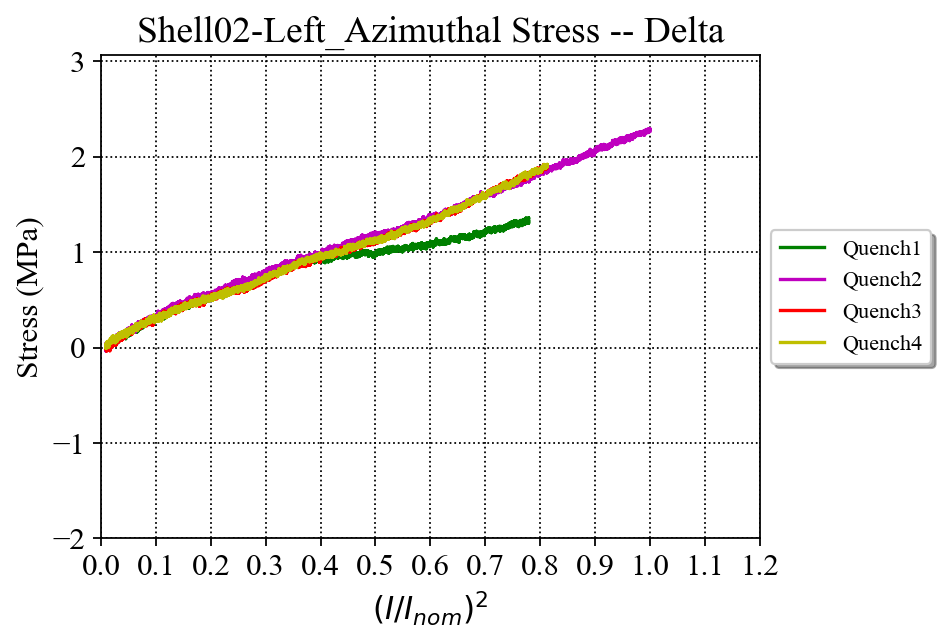 Shell02-Left_Azimuthal Stress -- Delta
3
2
1
0
−1
−2
Stress (MPa)
0.0 0.1 0.2 0.3 0.4 0.5 0.6 0.7 0.8 0.9 1.0 1.1 1.2
(I/I_nom)^2
Quench1
Quench2
Quench3
Quench4